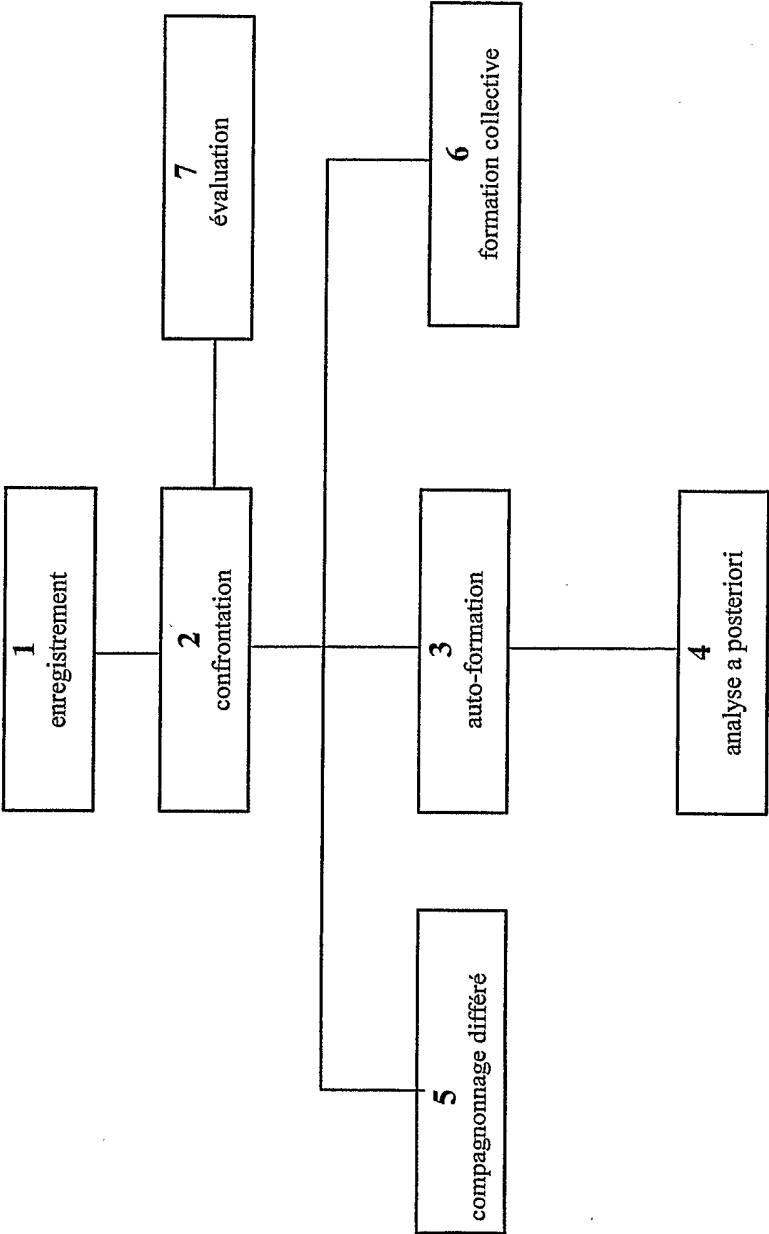 1
enregistrement
2
confrontation
7
évaluation
5
compagnonnage différé
3
auto-formation
6
formation collective
4
analyse a posteriori